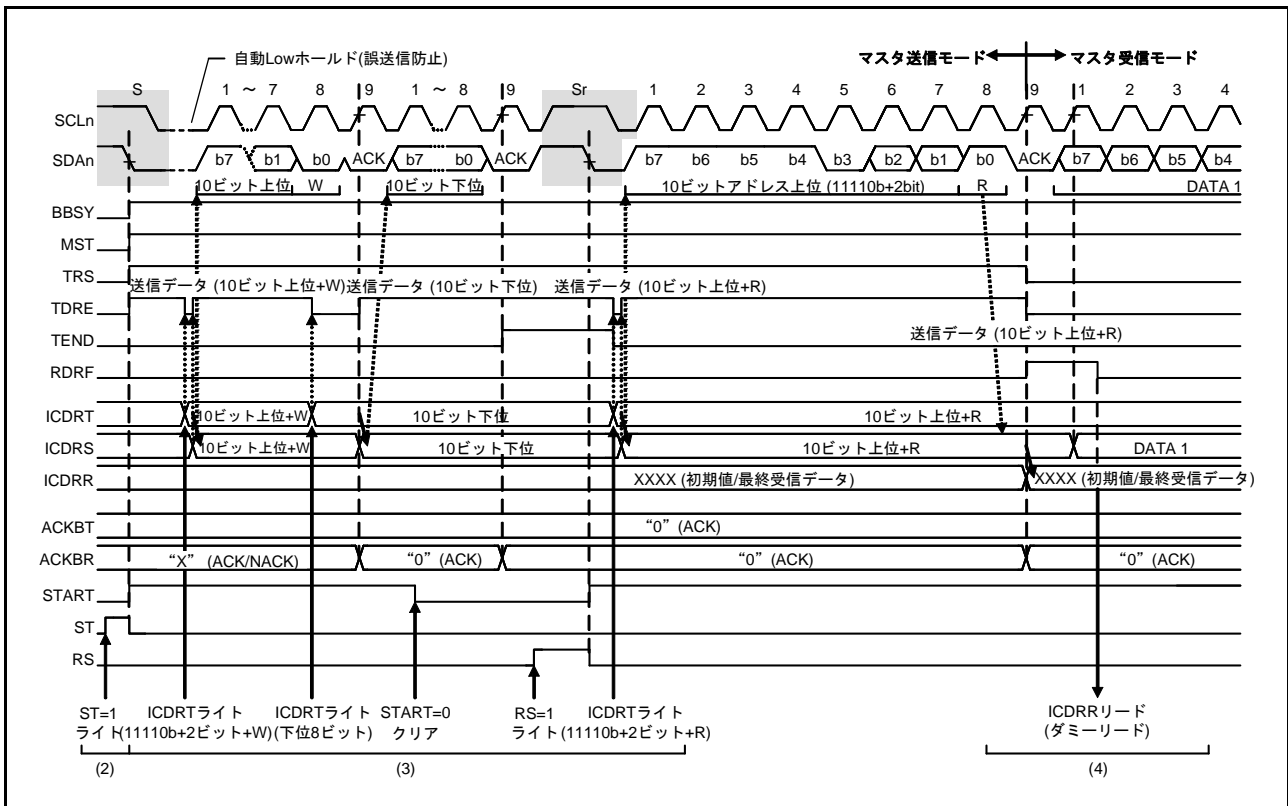 自動Lowホールド(誤送信防止)
マスタ送信モード マスタ受信モード
S 1 ~ 7 8 9 1 ~ 8 9 Sr 1 2 3 4 5 6 7 8 9 1 2 3 4
SCLn
SDAn b7 b1 b0 ACK b7 b0 ACK b7 b6 b5 b4 b3 b2 b1 b0 ACK b7 b6 b5 b4
10ビット上位 W 10ビット下位 10ビットアドレス上位 (11110b+2bit) R DATA 1
BBSY
MST
TRS
送信データ (10ビット上位+W) 送信データ (10ビット下位) 送信データ (10ビット上位+R)
TDRE
TEND 送信データ (10ビット上位+R)
RDRF
ICDRT 10ビット上位+W 10ビット下位 10ビット上位+R
ICDRS 10ビット上位+W 10ビット下位 10ビット上位+R DATA 1
ICDRR XXXX (初期値/最終受信データ) XXXX (初期値/最終受信データ)
ACKBT “0” (ACK)
ACKBR “X” (ACK/NACK) “0” (ACK) “0” (ACK) “0” (ACK)
START
ST
RS
ST=1 ICDRTライト ICDRTライト START=0 RS=1 ICDRTライト ICDRRリード
ライト (11110b+2ビット+W) (下位8ビット) クリア ライト (11110b+2ビット+R) (ダミーリード)
(2) (3) (4)